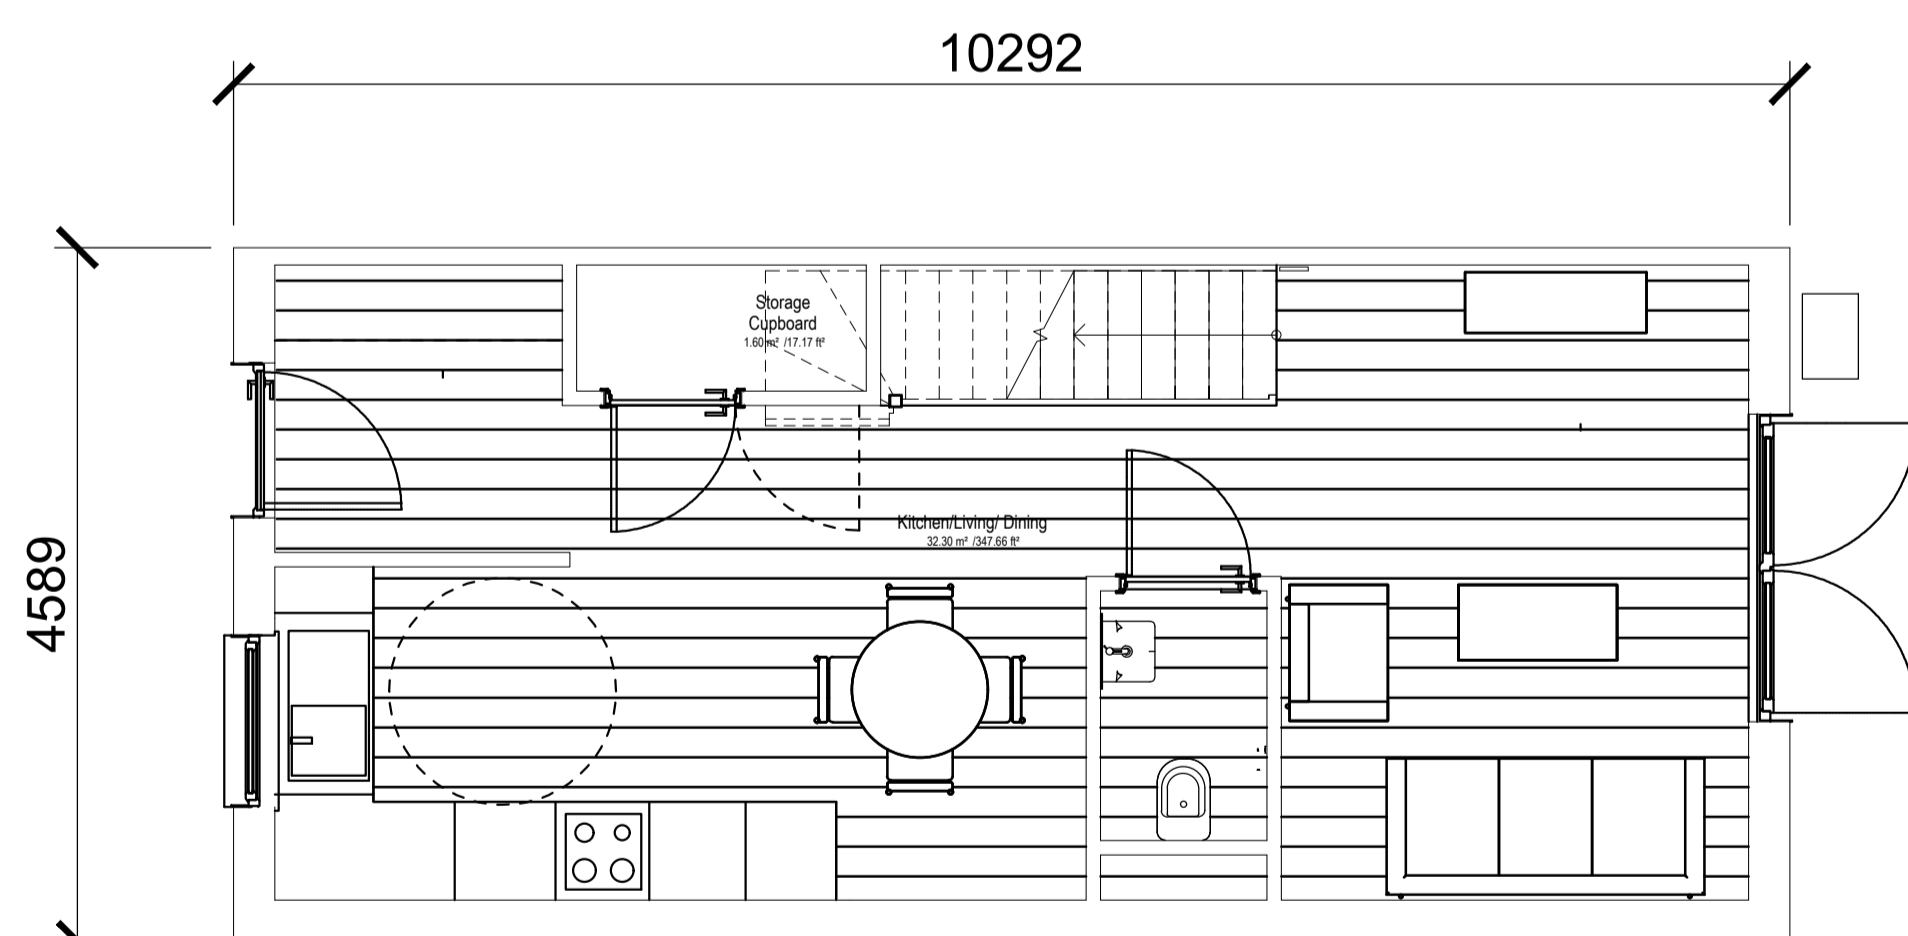 10292
4589
Storage
Cupboard
1.60 m² /17.17 ft²
Kitchen/Living/ Dining
32.30 m² /347.66 ft²